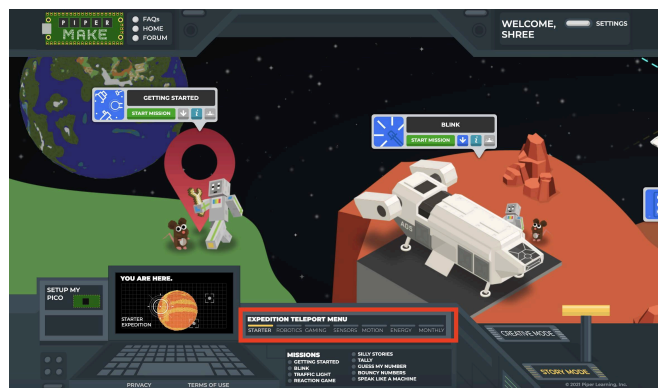 PIPER
MAKE
FAQs
HOME
FORUM
WELCOME,
SHREE
SETTINGS
GETTING STARTED
START MISSION
BLINK
START MISSION
AGS
SETUP MY
PICO
YOU ARE HERE.
STARTER
EXPEDITION
EXPEDITION TELEPORT MENU
STARTER ROBOTICS GAMING SENSORS MOTION ENERGY MONTHLY
MISSIONS
GETTING STARTED
BLINK
TRAFFIC LIGHT
REACTION GAME
SILLY STORIES
TALLY
GUESS MY NUMBER
BOUNCY NUMBERS
SPEAK LIKE A MACHINE
CREATIVE MODE
STORY MODE
PRIVACY
TERMS OF USE
© 2021 Piper Learning, Inc.